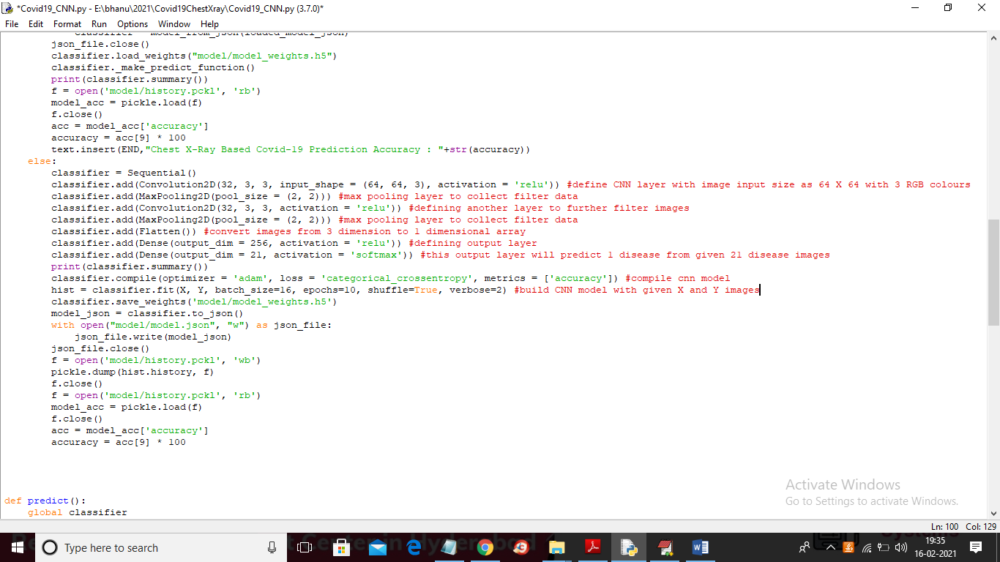 *Covid19_CNN.py - E:\bhanu\2021\Covid19ChestXray\Covid19_CNN.py (3.7.0)*
File Edit Format Run Options Window Help
classifier = model_from_json(loaded_model_json)
json_file.close()
classifier.load_weights("model/model_weights.h5")
classifier._make_predict_function()
print(classifier.summary())
f = open('model/history.pckl', 'rb')
model_acc = pickle.load(f)
f.close()
acc = model_acc['accuracy']
accuracy = acc[9] * 100
text.insert(END,"Chest X-Ray Based Covid-19 Prediction Accuracy : "+str(accuracy))
else:
classifier = Sequential()
classifier.add(Convolution2D(32, 3, 3, input_shape = (64, 64, 3), activation = 'relu')) #define CNN layer with image input size as 64 X 64 with 3 RGB colours
classifier.add(MaxPooling2D(pool_size = (2, 2))) #max pooling layer to collect filter data
classifier.add(Convolution2D(32, 3, 3, activation = 'relu')) #defining another layer to further filter images
classifier.add(MaxPooling2D(pool_size = (2, 2))) #max pooling layer to collect filter data
classifier.add(Flatten()) #convert images from 3 dimension to 1 dimensional array
classifier.add(Dense(output_dim = 256, activation = 'relu')) #defining output layer
classifier.add(Dense(output_dim = 21, activation = 'softmax')) #this output layer will predict 1 disease from given 21 disease images
print(classifier.summary())
classifier.compile(optimizer = 'adam', loss = 'categorical_crossentropy', metrics = ['accuracy']) #compile cnn model
hist = classifier.fit(X, Y, batch_size=16, epochs=10, shuffle=True, verbose=2) #build CNN model with given X and Y images
classifier.save_weights('model/model_weights.h5')
model_json = classifier.to_json()
with open("model/model.json", "w") as json_file:
json_file.write(model_json)
json_file.close()
f = open('model/history.pckl', 'wb')
pickle.dump(hist.history, f)
f.close()
f = open('model/history.pckl', 'rb')
model_acc = pickle.load(f)
f.close()
acc = model_acc['accuracy']
accuracy = acc[9] * 100
def predict():
global classifier
Activate Windows
Go to Settings to activate Windows.
Ln: 100 Col: 129
Type here to search
19:35
16-02-2021